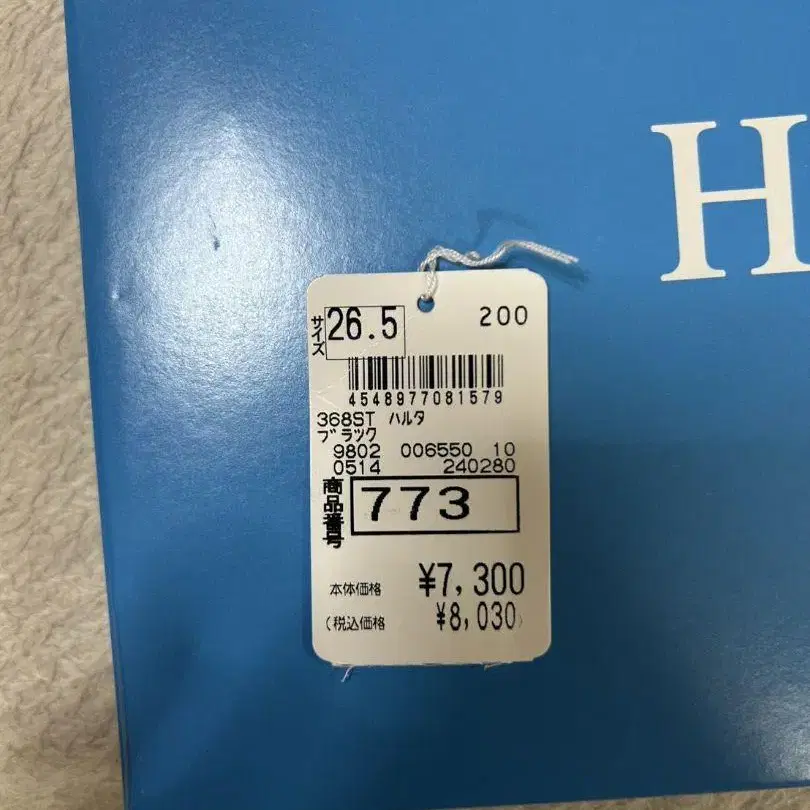 H
サイズ 26.5 200
4548977081579
368ST ハルタ
ブラック
9802 006550 10
0514 240280
商品番号 773
本体価格 ¥7,300
(税込価格 ¥8,030)